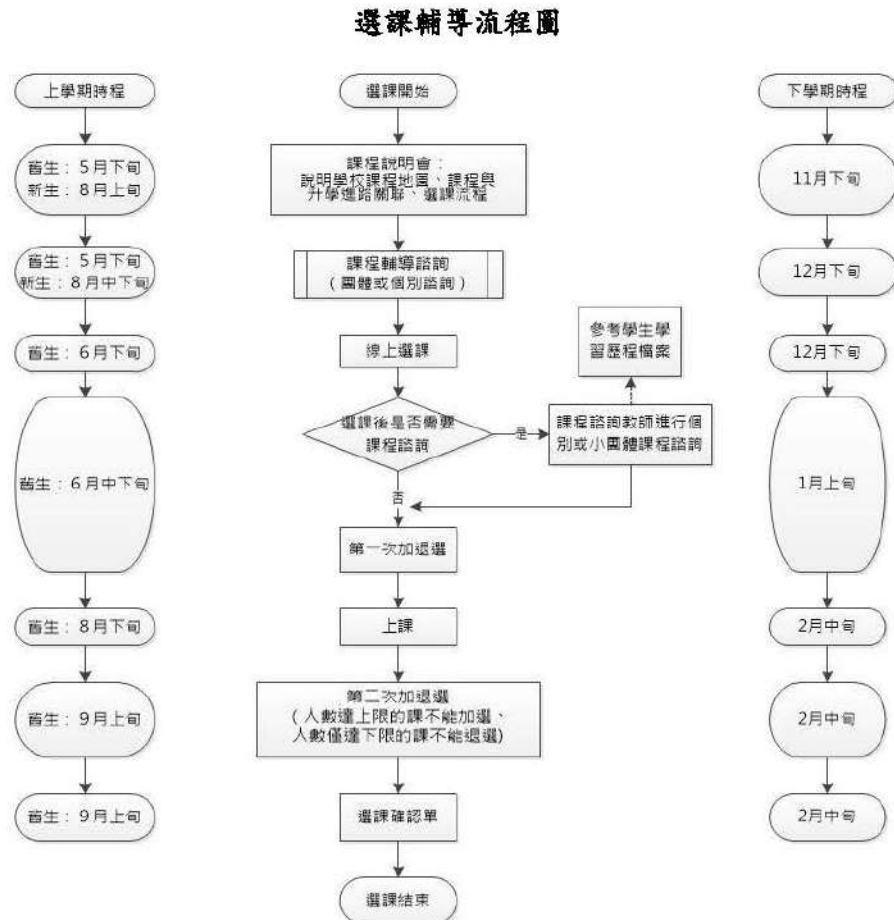 選課輔導流程圖
上學期時程
選課開始
下學期時程
舊生：5月下旬
新生：8月上旬
課程說明會：
說明學校課程地圖、課程與
升學進路關聯、選課流程
11月下旬
舊生：5月下旬
新生：8月中下旬
課程輔導諮詢
（團體或個別諮詢）
12月下旬
舊生：6月下旬
線上選課
參考學生學
習歷程檔案
12月下旬
舊生：6月中下旬
選課後是否需要
課程諮詢
是
課程諮詢教師進行個
別或小團體課程諮詢
1月上旬
否
第一次加退選
舊生：8月下旬
上課
2月中旬
舊生：9月上旬
第二次加退選
（人數達上限的課不能加選、
人數僅達下限的課不能退選)
2月中旬
舊生：9月上旬
選課確認單
2月中旬
選課結束